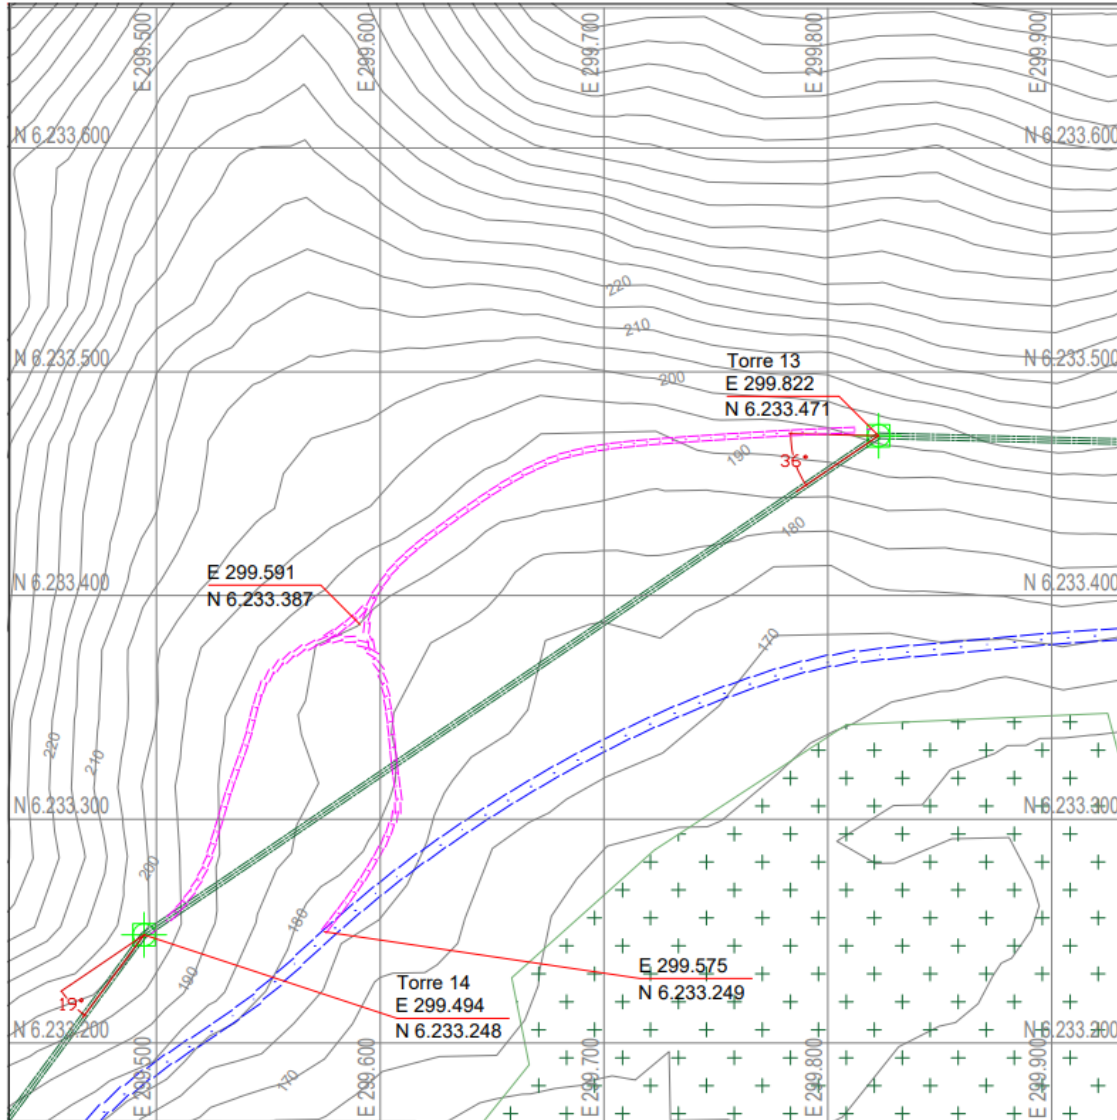 E 299.500
E 299.600
E 299.700
E 299.800
E 299.900
N 6.233.600
N 6.233.600
220
210
N 6.233.500
N 6.233.500
200
Torre 13
E 299.822
N 6.233.471
190
36°
180
E 299.591
N 6.233.387
N 6.233.400
N 6.233.400
170
220
210
N 6.233.300
N 6.233.300
200
180
190
19°
E 299.575
N 6.233.249
Torre 14
E 299.494
N 6.233.248
N 6.232.200
N 6.233.200
170
E 299.500
E 299.600
E 299.700
E 299.800
E 299.900